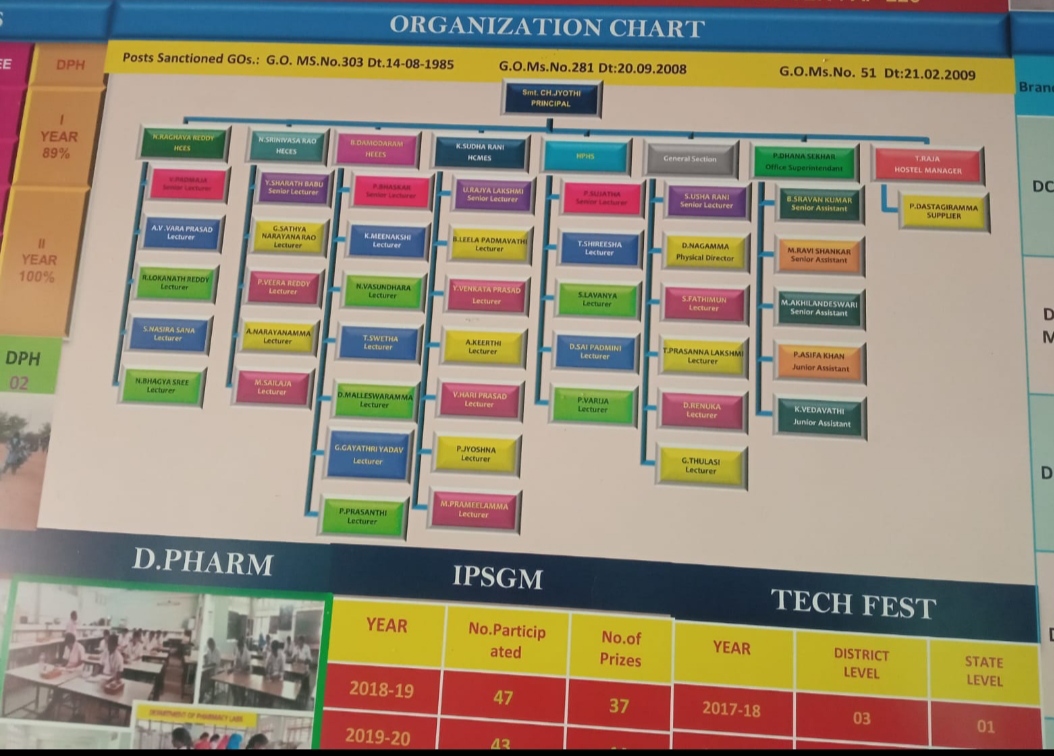 ORGANIZATION CHART
Posts Sanctioned GOs.: G.O. MS.No.303 Dt.14-08-1985
G.O.Ms.No.281 Dt:20.09.2008
G.O.Ms.No. 51 Dt:21.02.2009
EE
DPH
I
YEAR
89%
II
YEAR
100%
DPH
02
Smt. CH.JYOTHI
PRINCIPAL
HCES
N.SRINIVASA RAO
HECES
B.DAMODARAM
HEEES
K.SUDHA RANI
HCMES
HPHS
General Section
P.DHANA SEKHAR
Office Superintendant
T.RAJA
HOSTEL MANAGER
Senior Lecturer
A.V.VARA PRASAD
Lecturer
R.LOKANATH REDDY
Lecturer
S.NASIRA SANA
Lecturer
N.BHAGYA SREE
Lecturer
Y.SHARATH BABU
Senior Lecturer
G.SATHYA
NARAYANA RAO
Lecturer
P.VEERA REDDY
Lecturer
A.NARAYANAMMA
Lecturer
M.SAILAJA
Lecturer
P.BHASKAR
Senior Lecturer
K.MEENAKSHI
Lecturer
N.VASUNDHARA
Lecturer
T.SWETHA
Lecturer
D.MALLESWARAMMA
Lecturer
G.GAYATHRI YADAV
Lecturer
P.PRASANTHI
Lecturer
U.RAJYA LAKSHMI
Senior Lecturer
B.LEELA PADMAVATHI
Lecturer
Y.VENKATA PRASAD
Lecturer
A.KEERTHI
Lecturer
V.HARI PRASAD
Lecturer
P.JYOSHNA
Lecturer
M.PRAMEELAMMA
Lecturer
P.SUJATHA
Senior Lecturer
T.SHIREESHA
Lecturer
S.LAVANYA
Lecturer
D.SAI PADMINI
Lecturer
P.VARIJA
Lecturer
S.USHA RANI
Senior Lecturer
D.NAGAMMA
Physical Director
S.FATHIMUN
Lecturer
T.PRASANNA LAKSHMI
Lecturer
D.RENUKA
Lecturer
G.THULASI
Lecturer
B.SRAVAN KUMAR
Senior Assistant
M.RAVI SHANKAR
Senior Assistant
M.AKHILANDESWARI
Senior Assistant
P.ASIFA KHAN
Junior Assistant
K.VEDAVATHI
Junior Assistant
P.DASTAGIRAMMA
SUPPLIER
D.PHARM
IPSGM
TECH FEST
YEAR
No.Particip
ated
No.of
Prizes
2018-19
47
37
2019-20
43
YEAR
DISTRICT
LEVEL
STATE
LEVEL
2017-18
03
01
DEPARTMENT OF PHARMACY LABS